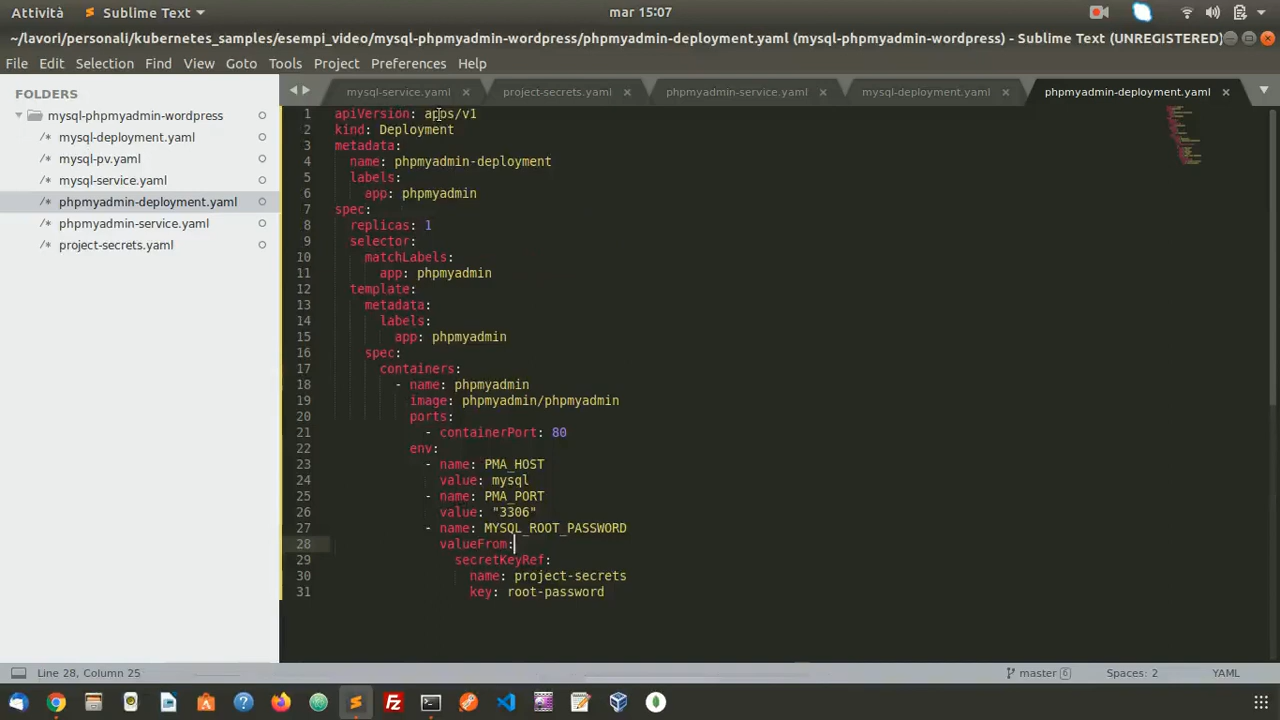 Attività Sublime Text mar 15:07
~/lavori/personali/kubernetes_samples/esempi_video/mysql-phpmyadmin-wordpress/phpmyadmin-deployment.yaml (mysql-phpmyadmin-wordpress) - Sublime Text (UNREGISTERED)
File Edit Selection Find View Goto Tools Project Preferences Help
FOLDERS
mysql-phpmyadmin-wordpress
/* mysql-deployment.yaml
/* mysql-pv.yaml
/* mysql-service.yaml
/* phpmyadmin-deployment.yaml
/* phpmyadmin-service.yaml
/* project-secrets.yaml
mysql-service.yaml × project-secrets.yaml × phpmyadmin-service.yaml × mysql-deployment.yaml × phpmyadmin-deployment.yaml ×
1 apiVersion: apps/v1
2 kind: Deployment
3 metadata:
4 name: phpmyadmin-deployment
5 labels:
6 app: phpmyadmin
7 spec:
8 replicas: 1
9 selector:
10 matchLabels:
11 app: phpmyadmin
12 template:
13 metadata:
14 labels:
15 app: phpmyadmin
16 spec:
17 containers:
18 - name: phpmyadmin
19 image: phpmyadmin/phpmyadmin
20 ports:
21 - containerPort: 80
22 env:
23 - name: PMA_HOST
24 value: mysql
25 - name: PMA_PORT
26 value: "3306"
27 - name: MYSQL_ROOT_PASSWORD
28 valueFrom:
29 secretKeyRef:
30 name: project-secrets
31 key: root-password
Line 28, Column 25 master 6 Spaces: 2 YAML